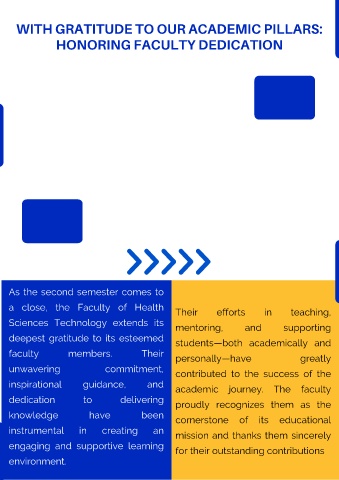 WITH GRATITUDE TO OUR ACADEMIC PILLARS:
HONORING FACULTY DEDICATION
As the second semester comes to
a close, the Faculty of Health
Sciences Technology extends its
deepest gratitude to its esteemed
faculty members. Their
unwavering commitment,
inspirational guidance, and
dedication to delivering
knowledge have been
instrumental in creating an
engaging and supportive learning
environment.
Their efforts in teaching,
mentoring, and supporting
students—both academically and
personally—have greatly
contributed to the success of the
academic journey. The faculty
proudly recognizes them as the
cornerstone of its educational
mission and thanks them sincerely
for their outstanding contributions